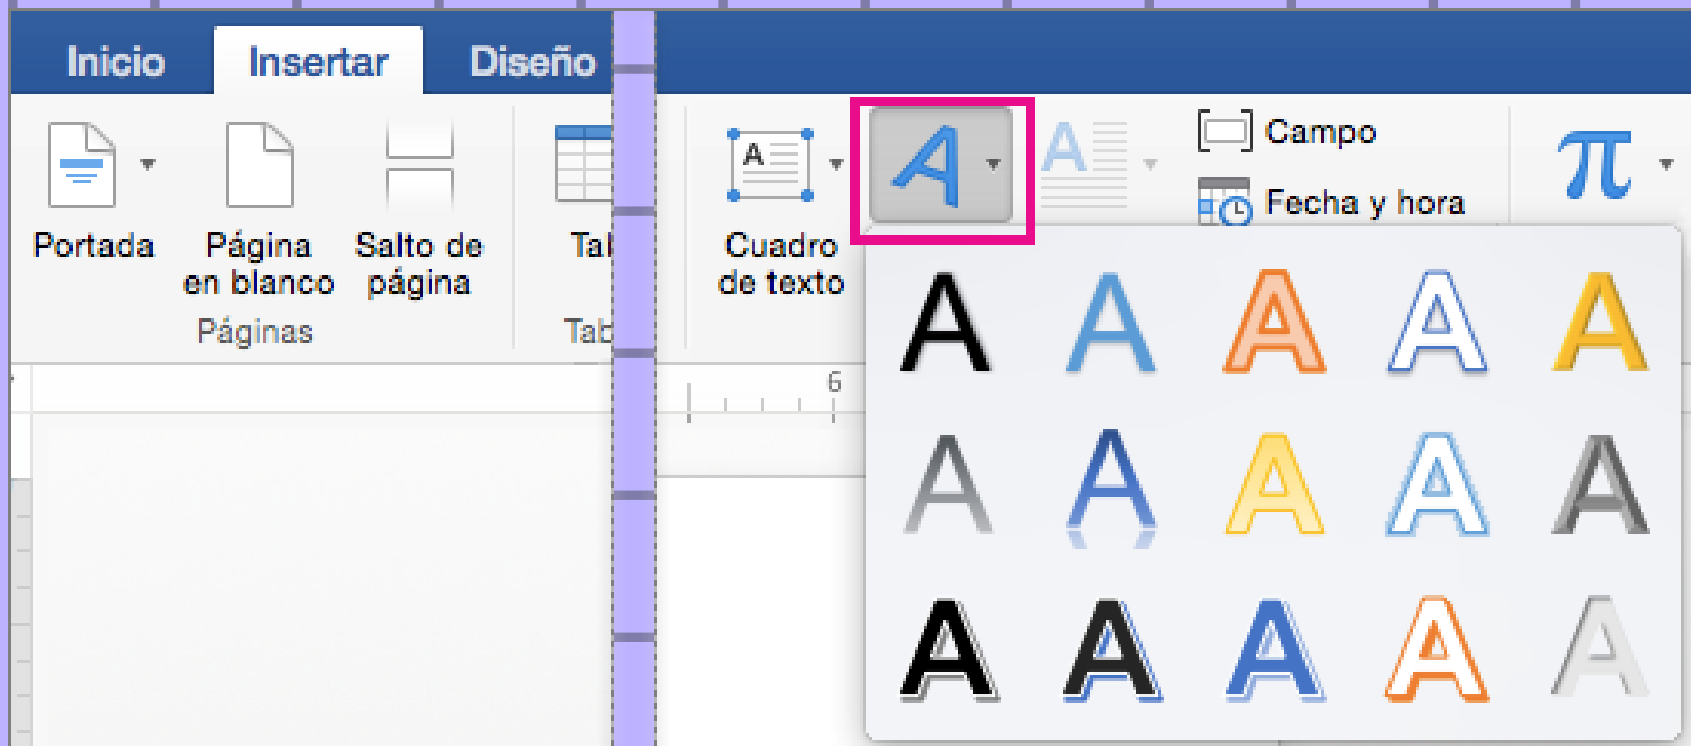 Inicio Insertar Diseño
Portada
Página
en blanco
Salto de
página
Páginas
Cuadro
de texto
Campo
Fecha y hora
6
A A A A A
A A A A A
A A A A A